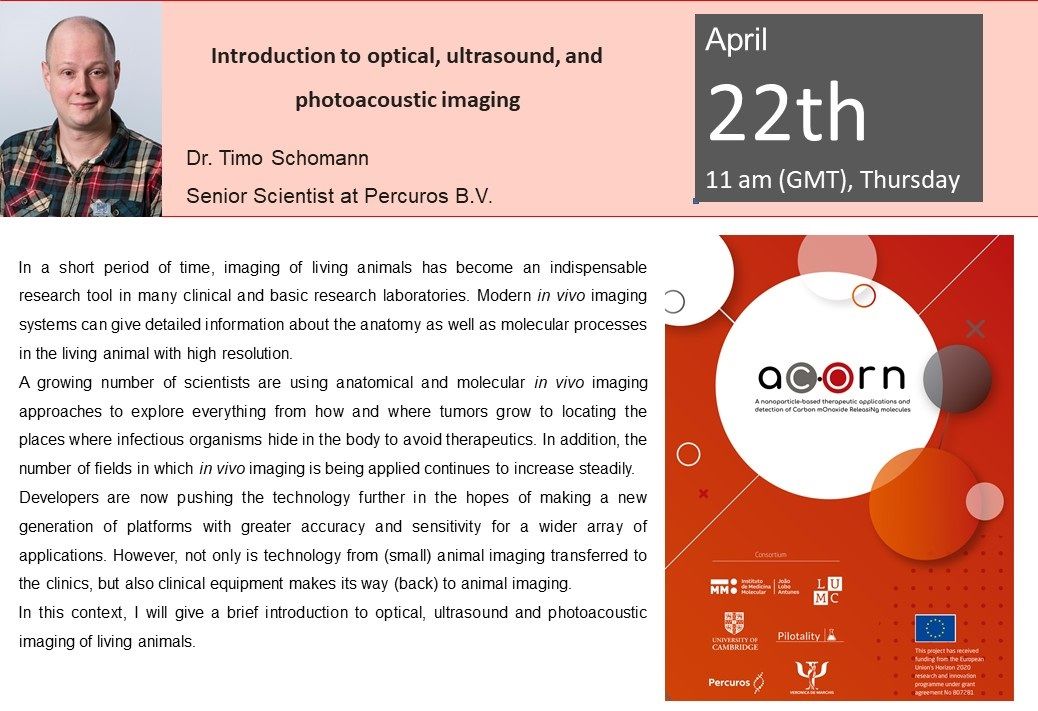 Introduction to optical, ultrasound, and
photoacoustic imaging
Dr. Timo Schomann
Senior Scientist at Percuros B.V.
April
22th
11 am (GMT), Thursday
In a short period of time, imaging of living animals has become an indispensable
research tool in many clinical and basic research laboratories. Modern in vivo imaging
systems can give detailed information about the anatomy as well as molecular processes
in the living animal with high resolution.
A growing number of scientists are using anatomical and molecular in vivo imaging
approaches to explore everything from how and where tumors grow to locating the
places where infectious organisms hide in the body to avoid therapeutics. In addition, the
number of fields in which in vivo imaging is being applied continues to increase steadily.
Developers are now pushing the technology further in the hopes of making a new
generation of platforms with greater accuracy and sensitivity for a wider array of
applications. However, not only is technology from (small) animal imaging transferred to
the clinics, but also clinical equipment makes its way (back) to animal imaging.
In this context, I will give a brief introduction to optical, ultrasound and photoacoustic
imaging of living animals.
acorn
A nanoparticle-based therapeutic applications and
detection of Carbon mOnoxide ReleasiNg molecules
Consortium
iMM
Instituto
de Medicina
Molecular
João
Lobo
Antunes
LU
MC
UNIVERSITY OF
CAMBRIDGE
Pilotality
Percuros
VERONICA DE MARCHIS
This project has received
funding from the European
Union's Horizon 2020
research and innovation
programme under grant
agreement No 807281